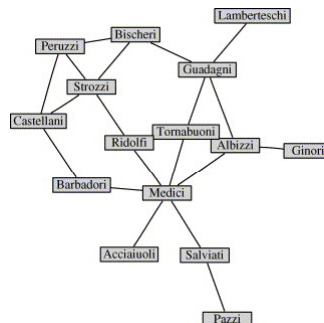 Lamberteschi
Bischeri
Peruzzi
Guadagni
Strozzi
Castellani
Tornabuoni
Ridolfi
Albizzi
Ginori
Barbadori
Medici
Acciaiuoli
Salviati
Pazzi